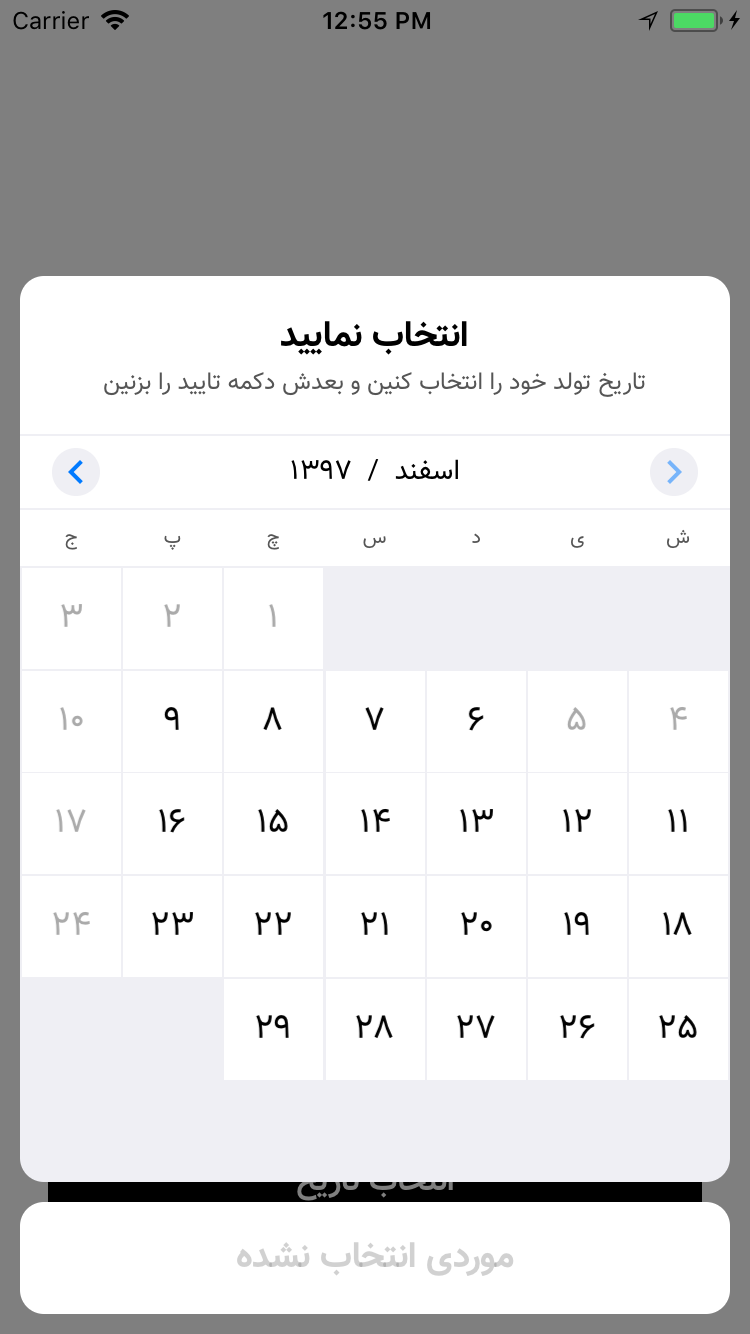 Carrier 12:55 PM
انتخاب نمایید
تاریخ تولد خود را انتخاب کنین و بعدش دکمه تایید را بزنین
اسفند / ۱۳۹۷
ش ی د س چ پ ج
۱ ۲ ۳
۴ ۵ ۶ ۷ ۸ ۹ ۱۰
۱۱ ۱۲ ۱۳ ۱۴ ۱۵ ۱۶ ۱۷
۱۸ ۱۹ ۲۰ ۲۱ ۲۲ ۲۳ ۲۴
۲۵ ۲۶ ۲۷ ۲۸ ۲۹
انتخاب تاریخ
موردی انتخاب نشده